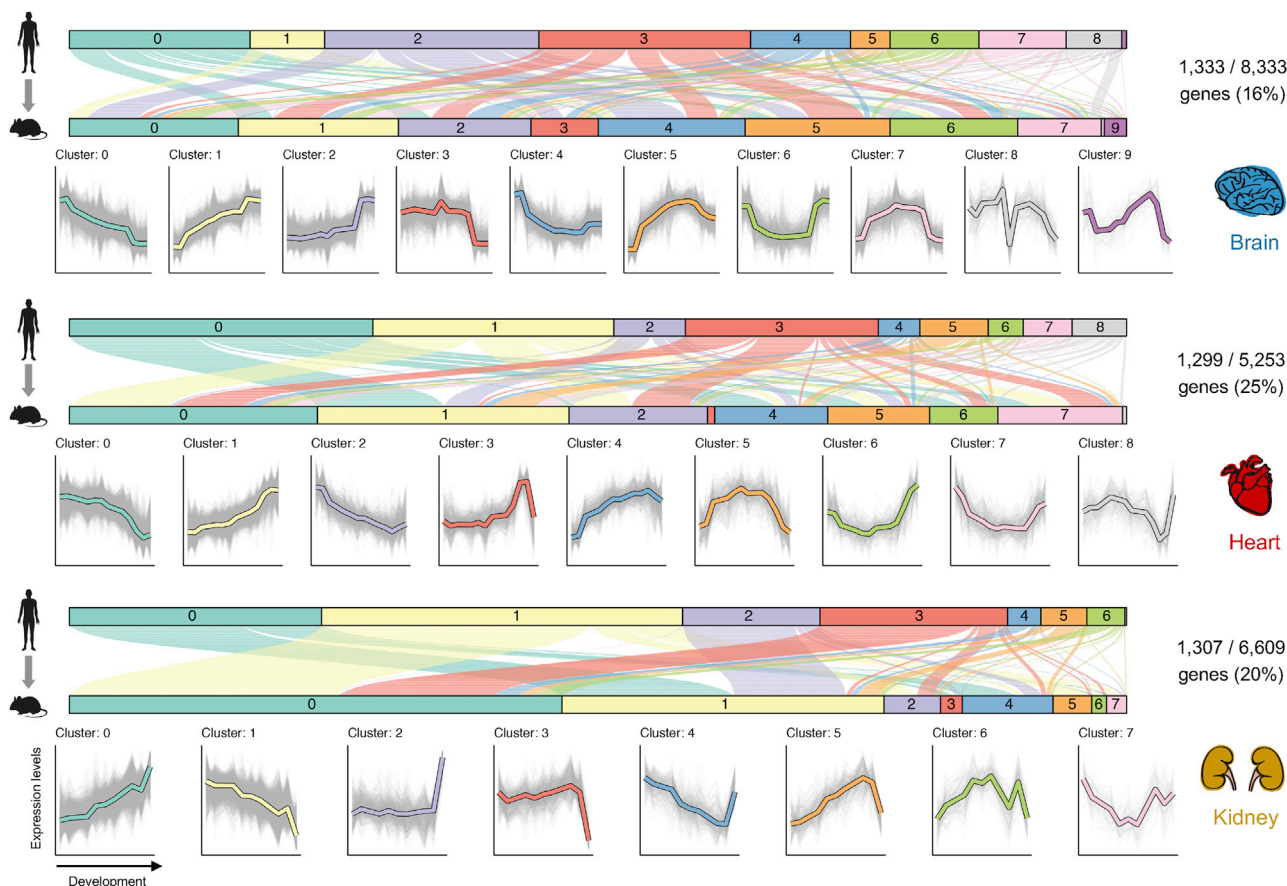 0 1 2 3 4 5 6 7 8
1,333 / 8,333
genes (16%)
0 1 2 3 4 5 6 7 9
Cluster: 0 Cluster: 1 Cluster: 2 Cluster: 3 Cluster: 4 Cluster: 5 Cluster: 6 Cluster: 7 Cluster: 8 Cluster: 9
Brain
0 1 2 3 4 5 6 7 8
1,299 / 5,253
genes (25%)
0 1 2 4 5 6 7
Cluster: 0 Cluster: 1 Cluster: 2 Cluster: 3 Cluster: 4 Cluster: 5 Cluster: 6 Cluster: 7 Cluster: 8
Heart
0 1 2 3 4 5 6
1,307 / 6,609
genes (20%)
0 1 2 3 4 5 6 7
Cluster: 0 Cluster: 1 Cluster: 2 Cluster: 3 Cluster: 4 Cluster: 5 Cluster: 6 Cluster: 7
Expression levels
Kidney
Development